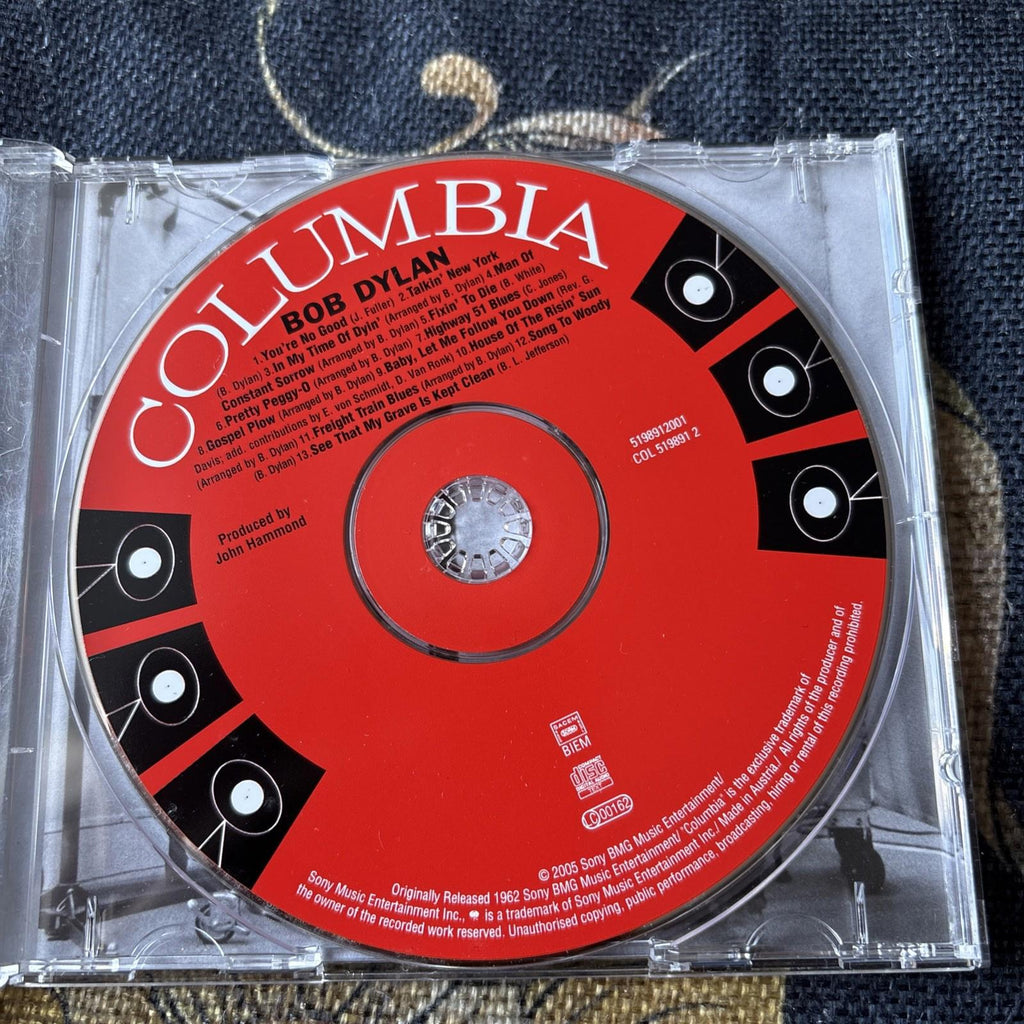 COLUMBIA
BOB DYLAN
1.You're No Good (J. Fuller) 2.Talkin' New York
(B. Dylan) 3.In My Time Of Dyin' (Arranged by B. Dylan) 4.Man Of
Constant Sorrow (Arranged by B. Dylan) 5.Fixin' To Die (B. White)
6.Pretty Peggy-O (Arranged by B. Dylan) 7.Highway 51 Blues (C. Jones)
8.Gospel Plow (Arranged by B. Dylan) 9.Baby, Let Me Follow You Down (Rev. G.
Davis; add. contributions by E. von Schmidt, D. Van Ronk) 10.House Of The Risin' Sun
(Arranged by B. Dylan) 11.Freight Train Blues (Arranged by B. Dylan) 12.Song To Woody
(B. Dylan) 13.See That My Grave Is Kept Clean (B. L. Jefferson)
5198912001
COL 519891 2
Produced by
John Hammond
SACEM
BIEM
COMPACT
disc
DIGITAL AUDIO
TEXT
LC 00162
© 2005 Sony BMG Music Entertainment/
Originally Released 1962 Sony BMG Music Entertainment/ "Columbia" is the exclusive trademark of
Sony Music Entertainment Inc., is a trademark of Sony Music Entertainment Inc./ Made in Austria./ All rights of the producer and of
the owner of the recorded work reserved. Unauthorised copying, public performance, broadcasting, hiring or rental of this recording prohibited.